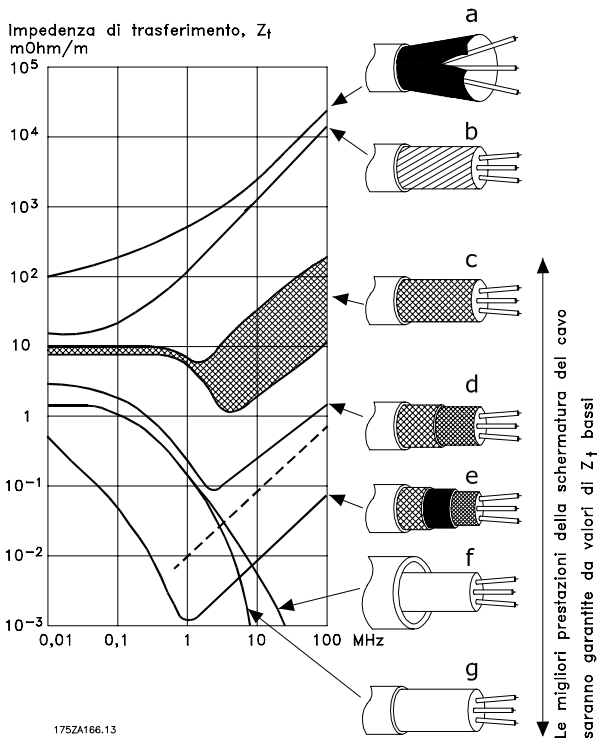 Impedenza di trasferimento, Zt
mOhm/m
10⁵
10⁴
10³
10²
10
1
10⁻¹
10⁻²
10⁻³
0,01
0,1
1
10
100
MHz
a
b
c
d
e
f
g
Le migliori prestazioni della schermatura del cavo
saranno garantite da valori di Zt bassi
175ZA166.13